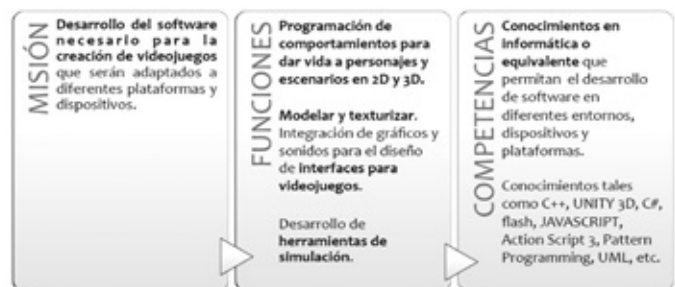 MISIÓN
Desarrollo del software
necesario para la
creación de videojuegos
que serán adaptados a
diferentes plataformas y
dispositivos.
FUNCIONES
Programación de
comportamientos para
dar vida a personajes y
escenarios en 2D y 3D.
Modelar y texturizar.
Integración de gráficos y
sonidos para el diseño
de interfaces para
videojuegos.
Desarrollo de
herramientas de
simulación.
COMPETENCIAS
Conocimientos en
informática o
equivalente que
permitan el desarrollo
de software en
diferentes entornos,
dispositivos y
plataformas.
Conocimientos tales
como C++, UNITY 3D, C#,
flash, JAVASCRIPT,
Action Script 3, Pattern
Programming, UML, etc.